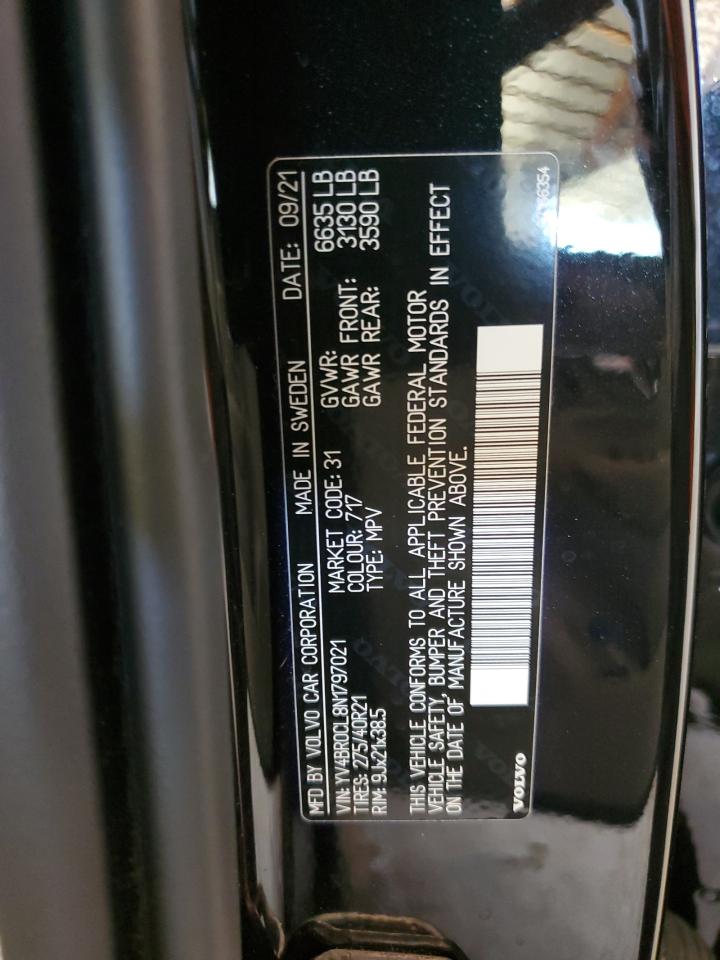 MFD BY VOLVO CAR CORPORATION MADE IN SWEDEN DATE: 09/21
VIN: YV4BR0CL8N1797021 MARKET CODE: 31 GVWR: 6635 LB
TIRES: 275/40R21 COLOUR: 717 GAWR FRONT: 3130 LB
RIM: 9Jx21x38.5 TYPE: MPV GAWR REAR: 3590 LB
THIS VEHICLE CONFORMS TO ALL APPLICABLE FEDERAL MOTOR
VEHICLE SAFETY, BUMPER AND THEFT PREVENTION STANDARDS IN EFFECT
ON THE DATE OF MANUFACTURE SHOWN ABOVE.
VOLVO